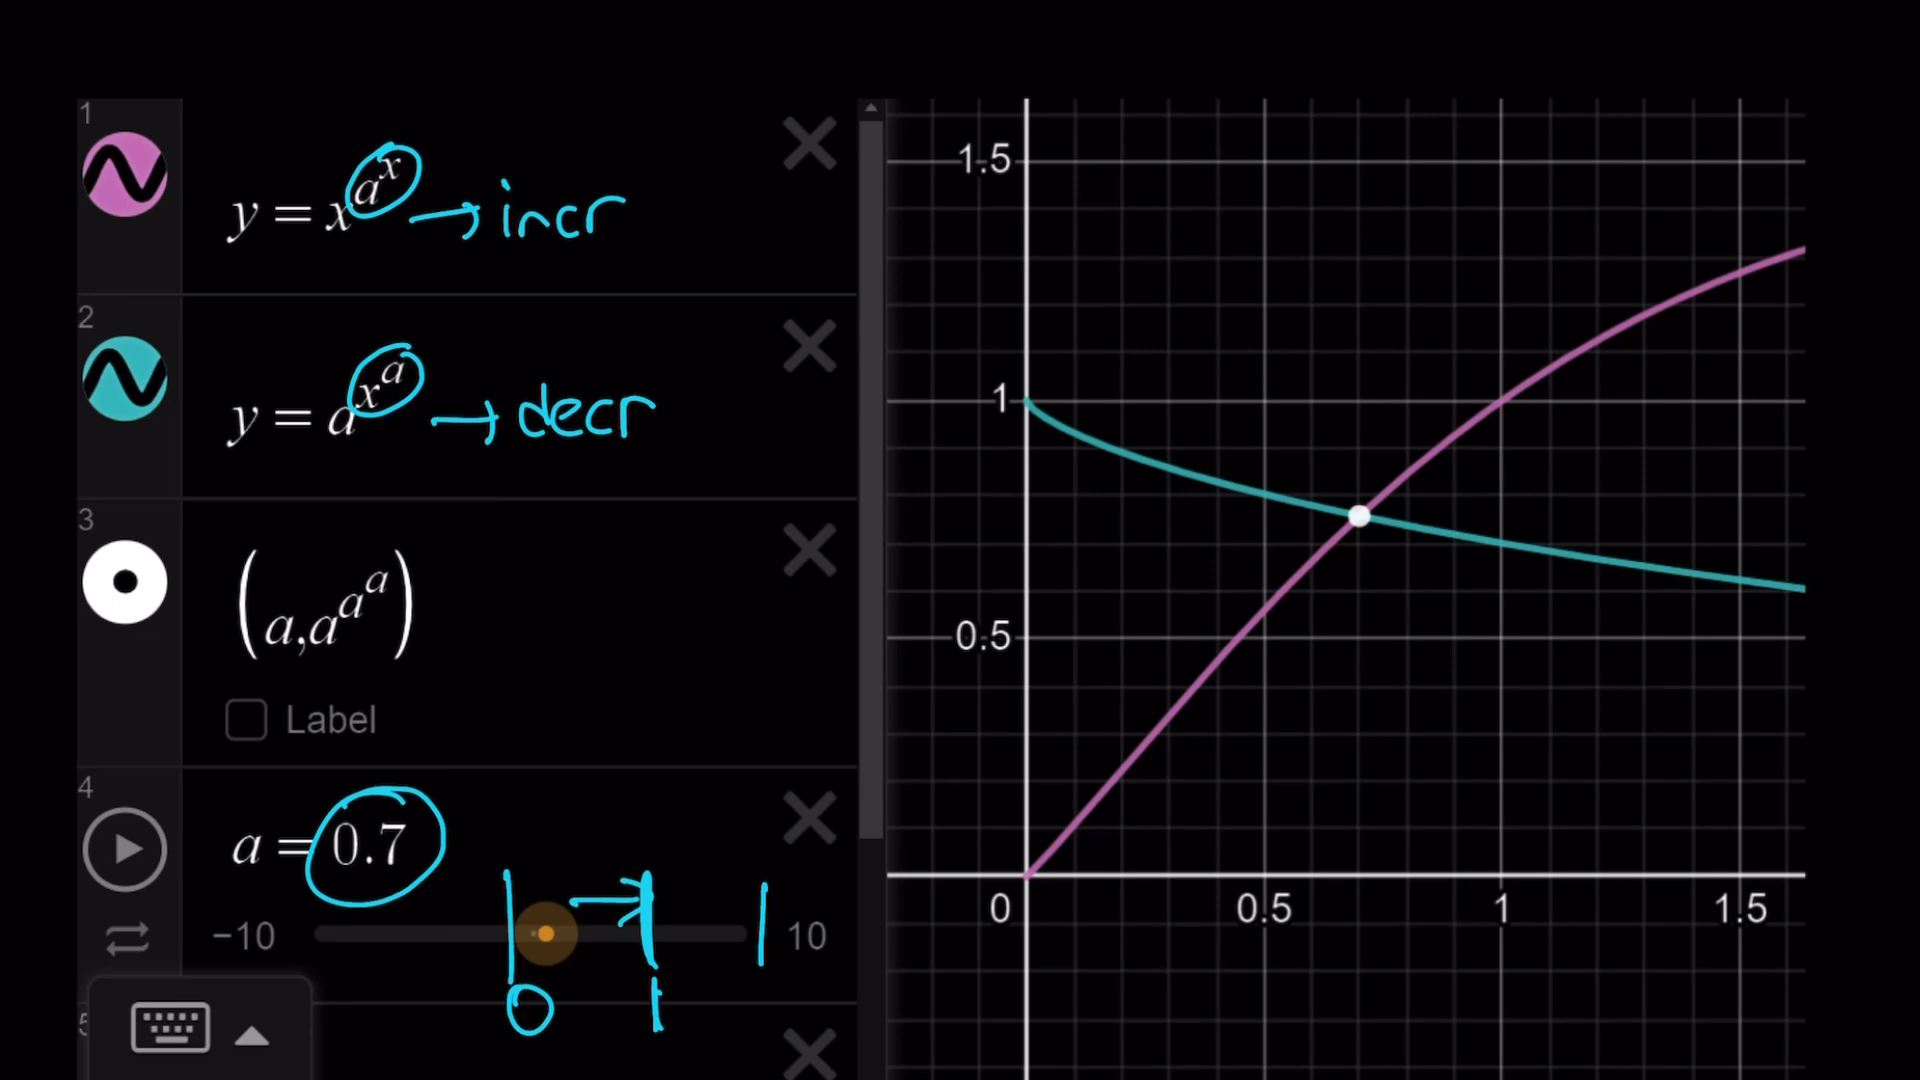 1
y = x^{a^x} → incr
2
y = a^{x^a} → decr
3
(a, a^{a^a})
Label
4
a = 0.7
−10
10
0 1
5
1.5
1
0.5
0 0.5 1 1.5